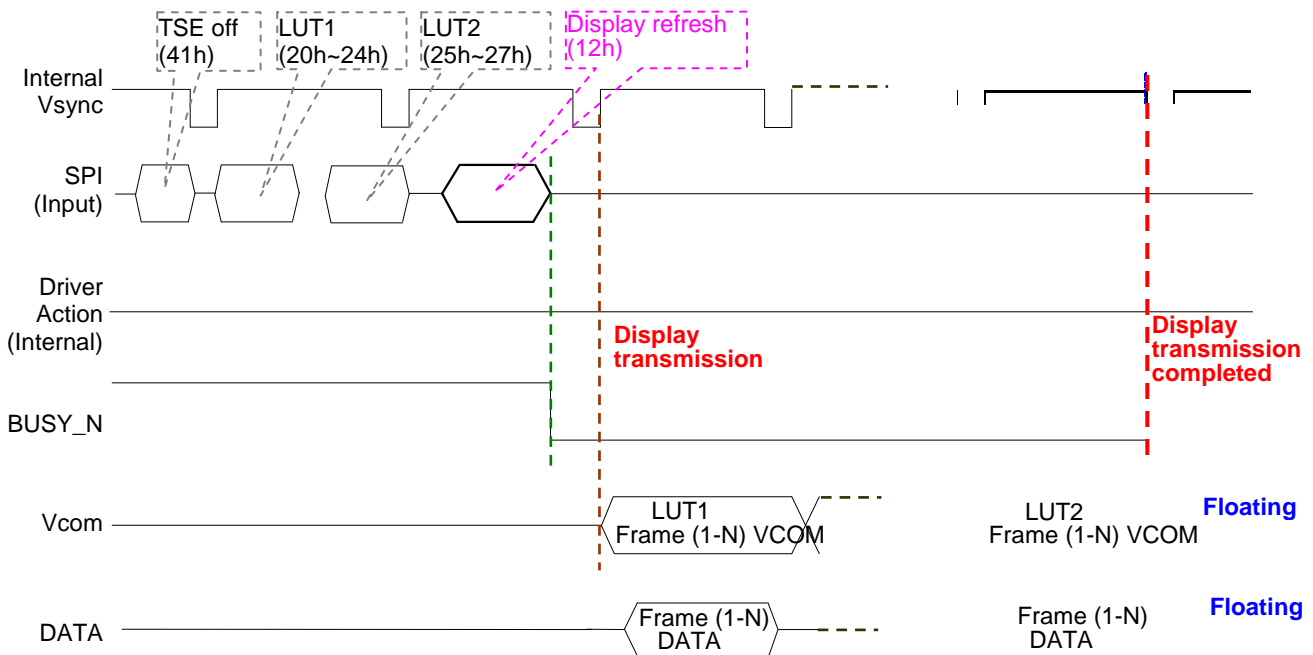 TSE off
(41h)
LUT1
(20h~24h)
LUT2
(25h~27h)
Display refresh
(12h)
Internal
Vsync
SPI
(Input)
Driver
Action
(Internal)
Display
transmission
Display
transmission
completed
BUSY_N
Vcom
LUT1
Frame (1-N) VCOM
LUT2
Frame (1-N) VCOM
Floating
DATA
Frame (1-N)
DATA
Frame (1-N)
DATA
Floating